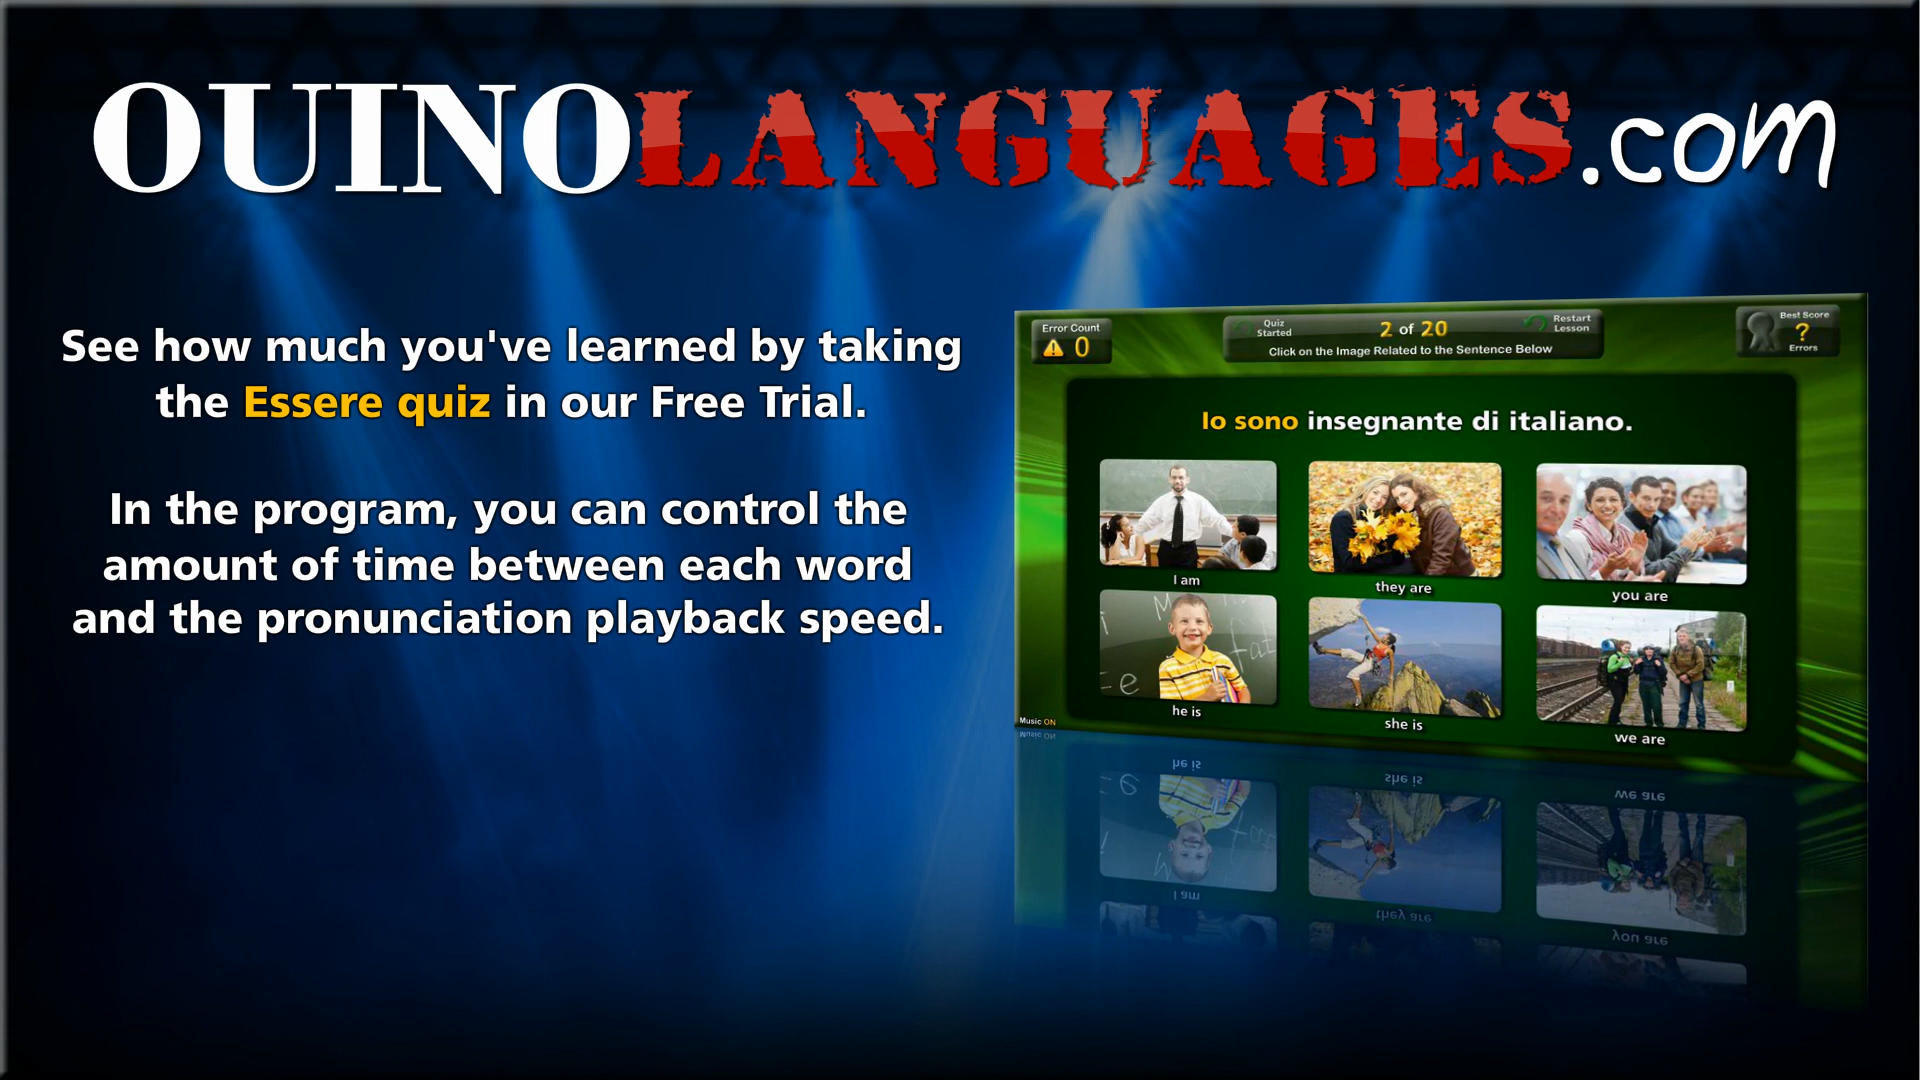 OUINOLANGUAGES.com
See how much you've learned by taking
the Essere quiz in our Free Trial.
In the program, you can control the
amount of time between each word
and the pronunciation playback speed.
Error Count
0
Quiz
Started
2 of 20
Restart
Lesson
Click on the Image Related to the Sentence Below
Best Score
?
Errors
Io sono insegnante di italiano.
I am
they are
you are
he is
she is
we are
Music ON